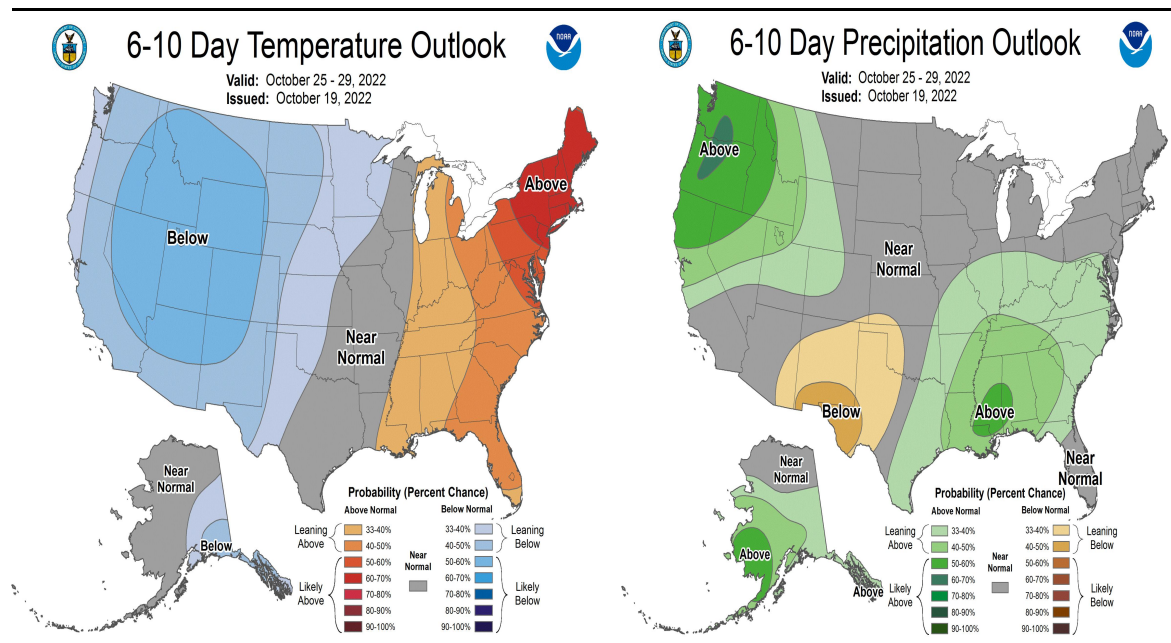 6-10 Day Temperature Outlook
NOAA
Valid: October 25 - 29, 2022
Issued: October 19, 2022
Above
Below
Near
Normal
Near
Normal
Below
Probability (Percent Chance)
Above Normal
Below Normal
Leaning
Above
33-40%
40-50%
Likely
Above
50-60%
60-70%
70-80%
80-90%
90-100%
Near
Normal
33-40%
40-50%
Leaning
Below
50-60%
60-70%
70-80%
80-90%
90-100%
Likely
Below
6-10 Day Precipitation Outlook
NOAA
Valid: October 25 - 29, 2022
Issued: October 19, 2022
Above
Near
Normal
Below
Above
Near
Normal
Near
Normal
Above
Above
Probability (Percent Chance)
Above Normal
Below Normal
Leaning
Above
33-40%
40-50%
Likely
Above
50-60%
60-70%
70-80%
80-90%
90-100%
Near
Normal
33-40%
40-50%
Leaning
Below
50-60%
60-70%
70-80%
80-90%
90-100%
Likely
Below